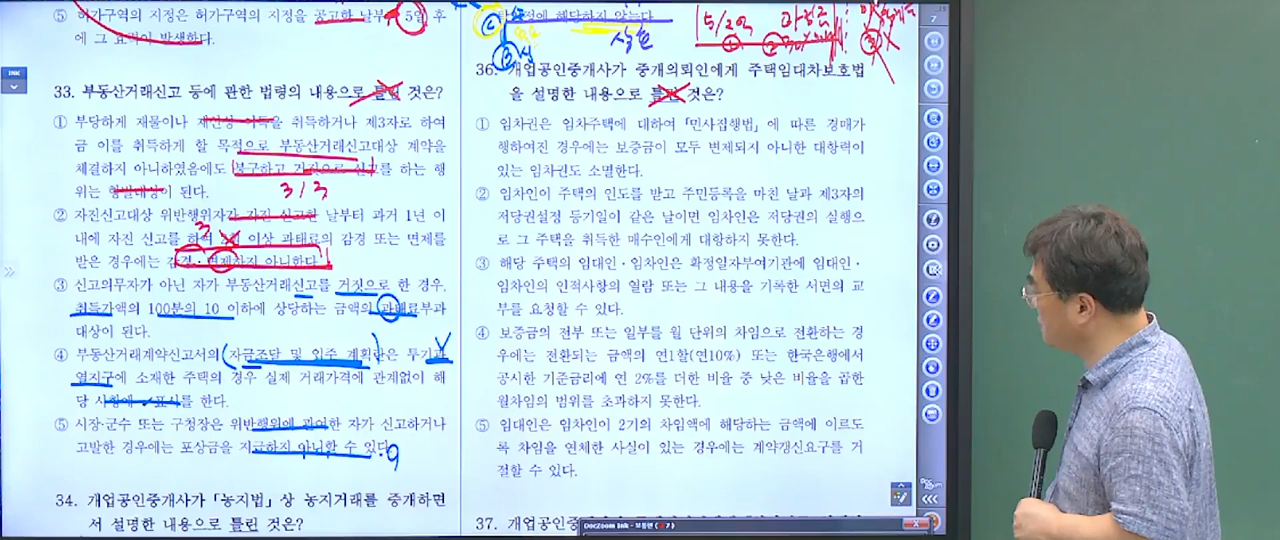 ⑤ 허가구역의 지정은 허가구역의 지정을 공고한 날부터 5일 후
에 그 효력이 발생한다.
33. 부동산거래신고 등에 관한 법령의 내용으로 틀린 것은?
① 부당하게 재물이나 재산상 이득을 취득하거나 제3자로 하여
금 이를 취득하게 할 목적으로 부동산거래신고대상 계약을
체결하지 아니하였음에도 불구하고 거짓으로 신고를 하는 행
위는 형벌대상이 된다.
3 / 3
② 자진신고대상 위반행위자가 자진 신고한 날부터 과거 1년 이
3
내에 자진 신고를 하여 2회 이상 과태료의 감경 또는 면제를
받은 경우에는 감경·면제하지 아니한다.
③ 신고의무자가 아닌 자가 부동산거래신고를 거짓으로 한 경우,
취득가액의 100분의 10 이하에 상당하는 금액의 과태료부과
대상이 된다.
④ 부동산거래계약신고서의 자금조달 및 입주 계획란은 투기과
열지구에 소재한 주택의 경우 실제 거래가격에 관계없이 해
당 사항에 ✓표시를 한다.
⑤ 시장·군수 또는 구청장은 위반행위에 관여한 자가 신고하거나
고발한 경우에는 포상금을 지급하지 아니할 수 있다.
34. 개업공인중개사가 「농지법」상 농지거래를 중개하면
서 설명한 내용으로 틀린 것은?
해당하지 않는다
36. 개업공인중개사가 중개의뢰인에게 주택임대차보호법
을 설명한 내용으로 틀린 것은?
① 임차권은 임차주택에 대하여 「민사집행법」에 따른 경매가
행하여진 경우에는 보증금이 모두 변제되지 아니한 대항력이
있는 임차권도 소멸한다.
② 임차인이 주택의 인도를 받고 주민등록을 마친 날과 제3자의
저당권설정 등기일이 같은 날이면 임차인은 저당권의 실행으
로 그 주택을 취득한 매수인에게 대항하지 못한다.
③ 해당 주택의 임대인·임차인은 확정일자부여기관에 임대인·
임차인의 인적사항의 열람 또는 그 내용을 기록한 서면의 교
부를 요청할 수 있다.
④ 보증금의 전부 또는 일부를 월 단위의 차임으로 전환하는 경
우에는 전환되는 금액의 연1할(연10%) 또는 한국은행에서
공시한 기준금리에 연 2%를 더한 비율 중 낮은 비율을 곱한
월차임의 범위를 초과하지 못한다.
⑤ 임대인은 임차인이 2기의 차임액에 해당하는 금액에 이르도
록 차임을 연체한 사실이 있는 경우에는 계약갱신요구를 거
절할 수 있다.
37. 개업공인중
INK
7
DocZoom Ink - 보통펜 ( 7 )